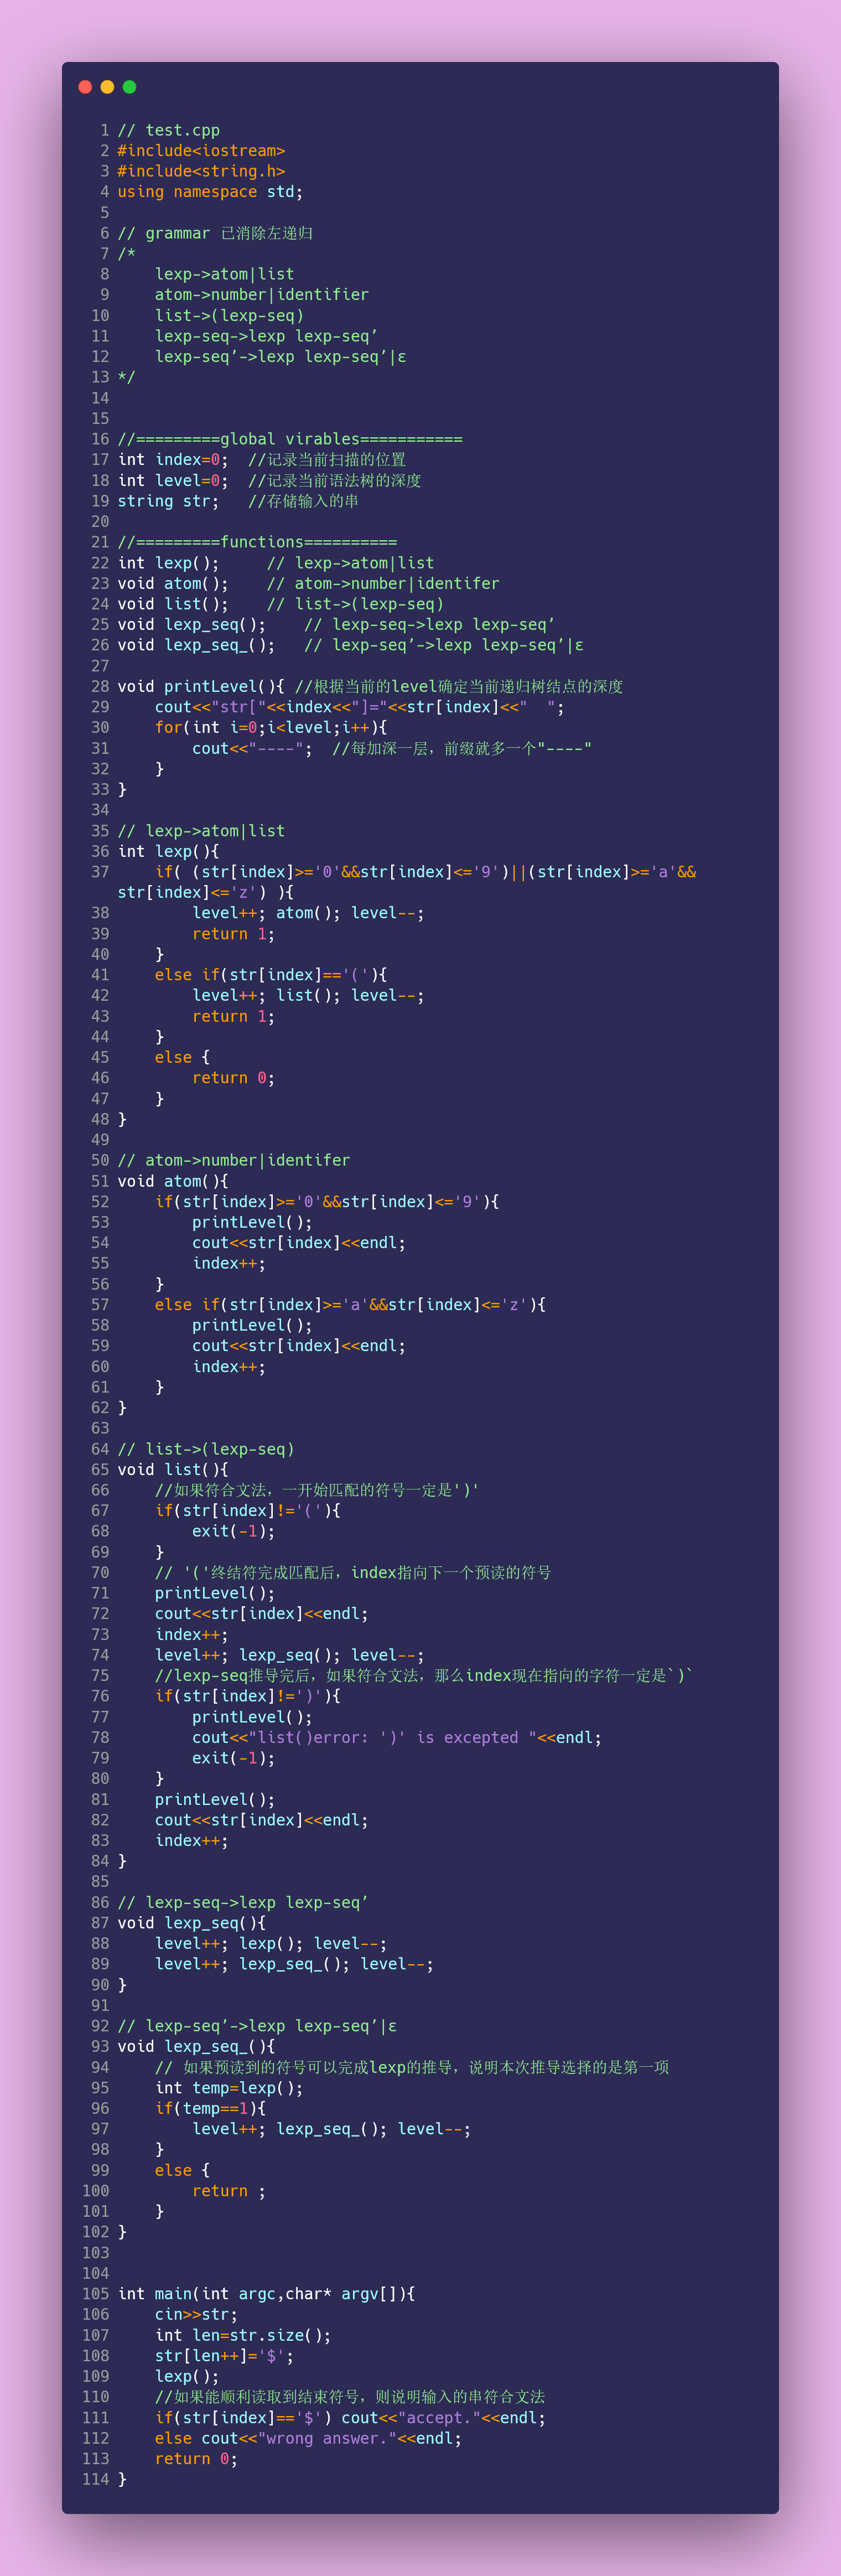 1 // test.cpp
2 #include<iostream>
3 #include<string.h>
4 using namespace std;
5
6 // grammar 已消除左递归
7 /*
8     lexp->atom|list
9     atom->number|identifier
10     list->(lexp-seq)
11     lexp-seq->lexp lexp-seq’
12     lexp-seq’->lexp lexp-seq’|ε
13 */
14
15
16 //=========global virables===========
17 int index=0;  //记录当前扫描的位置
18 int level=0;  //记录当前语法树的深度
19 string str;   //存储输入的串
20
21 //=========functions==========
22 int lexp();     // lexp->atom|list
23 void atom();    // atom->number|identifer
24 void list();    // list->(lexp-seq)
25 void lexp_seq();    // lexp-seq->lexp lexp-seq’
26 void lexp_seq_();   // lexp-seq’->lexp lexp-seq’|ε
27
28 void printLevel(){ //根据当前的level确定当前递归树结点的深度
29     cout<<"str["<<index<<"]="<<str[index]<<"  ";
30     for(int i=0;i<level;i++){
31         cout<<"----";  //每加深一层，前缀就多一个"----"
32     }
33 }
34
35 // lexp->atom|list
36 int lexp(){
37     if( (str[index]>='0'&&str[index]<='9')||(str[index]>='a'&&
str[index]<='z') ){
38         level++; atom(); level--;
39         return 1;
40     }
41     else if(str[index]=='('){
42         level++; list(); level--;
43         return 1;
44     }
45     else {
46         return 0;
47     }
48 }
49
50 // atom->number|identifer
51 void atom(){
52     if(str[index]>='0'&&str[index]<='9'){
53         printLevel();
54         cout<<str[index]<<endl;
55         index++;
56     }
57     else if(str[index]>='a'&&str[index]<='z'){
58         printLevel();
59         cout<<str[index]<<endl;
60         index++;
61     }
62 }
63
64 // list->(lexp-seq)
65 void list(){
66     //如果符合文法，一开始匹配的符号一定是')'
67     if(str[index]!='('){
68         exit(-1);
69     }
70     // '('终结符完成匹配后，index指向下一个预读的符号
71     printLevel();
72     cout<<str[index]<<endl;
73     index++;
74     level++; lexp_seq(); level--;
75     //lexp-seq推导完后，如果符合文法，那么index现在指向的字符一定是`)`
76     if(str[index]!=')'){
77         printLevel();
78         cout<<"list()error: ')' is excepted "<<endl;
79         exit(-1);
80     }
81     printLevel();
82     cout<<str[index]<<endl;
83     index++;
84 }
85
86 // lexp-seq->lexp lexp-seq’
87 void lexp_seq(){
88     level++; lexp(); level--;
89     level++; lexp_seq_(); level--;
90 }
91
92 // lexp-seq’->lexp lexp-seq’|ε
93 void lexp_seq_(){
94     // 如果预读到的符号可以完成lexp的推导，说明本次推导选择的是第一项
95     int temp=lexp();
96     if(temp==1){
97         level++; lexp_seq_(); level--;
98     }
99     else {
100         return ;
101     }
102 }
103
104
105 int main(int argc,char* argv[]){
106     cin>>str;
107     int len=str.size();
108     str[len++]='$';
109     lexp();
110     //如果能顺利读取到结束符号，则说明输入的串符合文法
111     if(str[index]=='$') cout<<"accept."<<endl;
112     else cout<<"wrong answer."<<endl;
113     return 0;
114 }